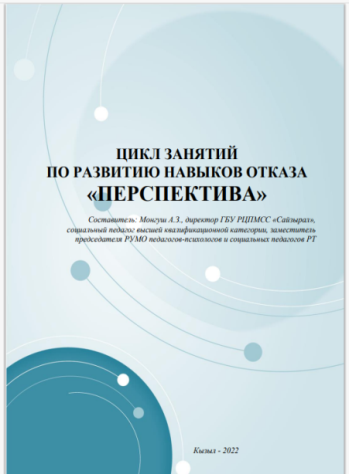 ЦИКЛ ЗАНЯТИЙ
ПО РАЗВИТИЮ НАВЫКОВ ОТКАЗА
«ПЕРСПЕКТИВА»
Составитель: Монгуш А.З., директор ГБУ РЦПМСС «Сайзырал»,
социальный педагог высшей квалификационной категории, заместитель
председателя РУМО педагогов-психологов и социальных педагогов РТ
Кызыл - 2022